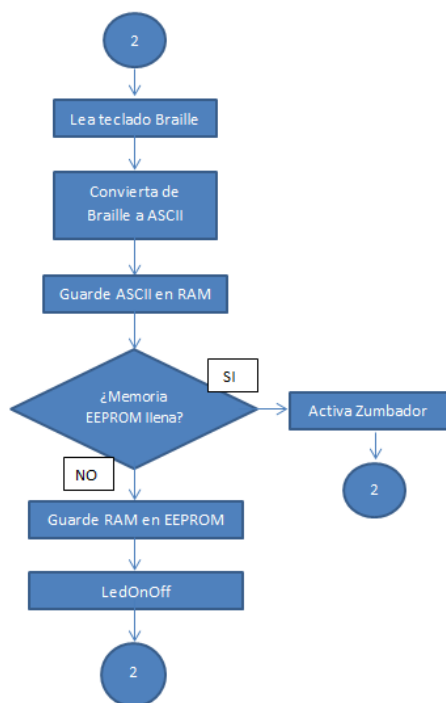 2
Lea teclado Braille
Convierta de
Braille a ASCII
Guarde ASCII en RAM
¿Memoria
EEPROM llena?
SI
Activa Zumbador
2
NO
Guarde RAM en EEPROM
LedOnOff
2